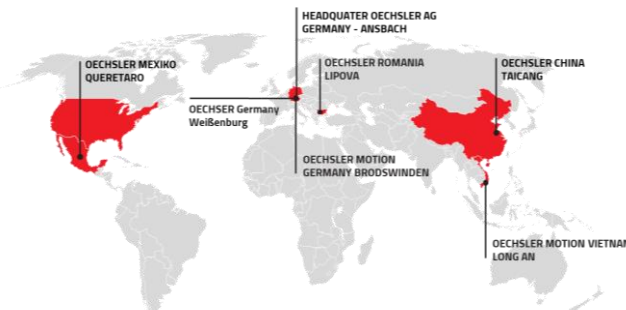 HEADQUATER OECHSLER AG
GERMANY - ANSBACH
OECHSLER MEXIKO
QUERETARO
OECHSLER ROMANIA
LIPOVA
OECHSLER CHINA
TAICANG
OECHSER Germany
Weißenburg
OECHSLER MOTION
GERMANY BRODSWINDEN
OECHSLER MOTION VIETNAM
LONG AN